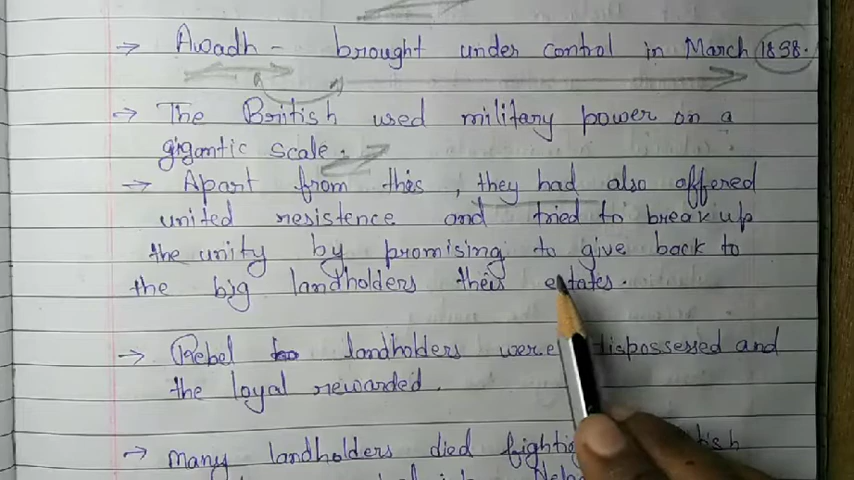 → Awadh - brought under control in March 1858.
→ The British used military power on a
gigantic scale.
→ Apart from this, they had also offered
united resistence and tried to break up
the unity by promising to give back to
the big landholders their estates.
→ Rebel landholders were dispossessed and
the loyal rewarded.
→ Many landholders died